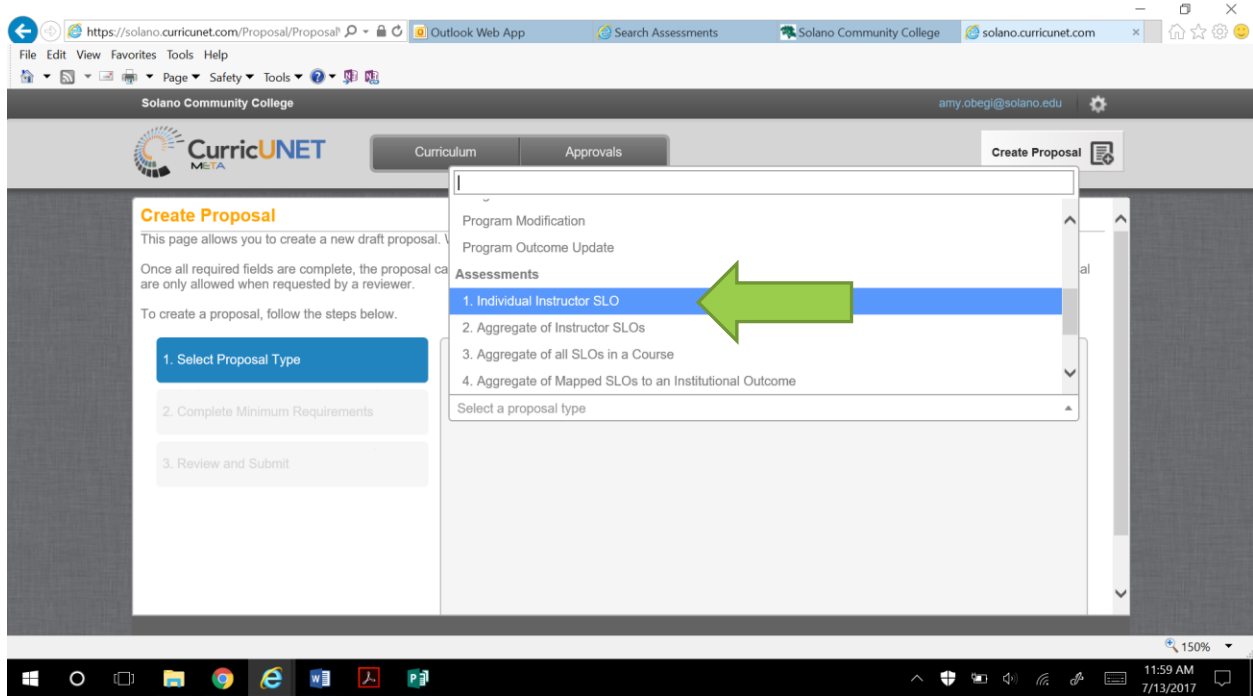 https://solano.curricunet.com/Proposal/Proposal
Outlook Web App
Search Assessments
Solano Community College
solano.curricunet.com
File Edit View Favorites Tools Help
Page Safety Tools
Solano Community College
amy.obegi@solano.edu
CurricUNET
META
Curriculum
Approvals
Create Proposal
Create Proposal
This page allows you to create a new draft proposal.
Once all required fields are complete, the proposal ca
al
are only allowed when requested by a reviewer.
To create a proposal, follow the steps below.
1. Select Proposal Type
2. Complete Minimum Requirements
3. Review and Submit
Program Modification
Program Outcome Update
Assessments
1. Individual Instructor SLO
2. Aggregate of Instructor SLOs
3. Aggregate of all SLOs in a Course
4. Aggregate of Mapped SLOs to an Institutional Outcome
Select a proposal type
150%
11:59 AM
7/13/2017